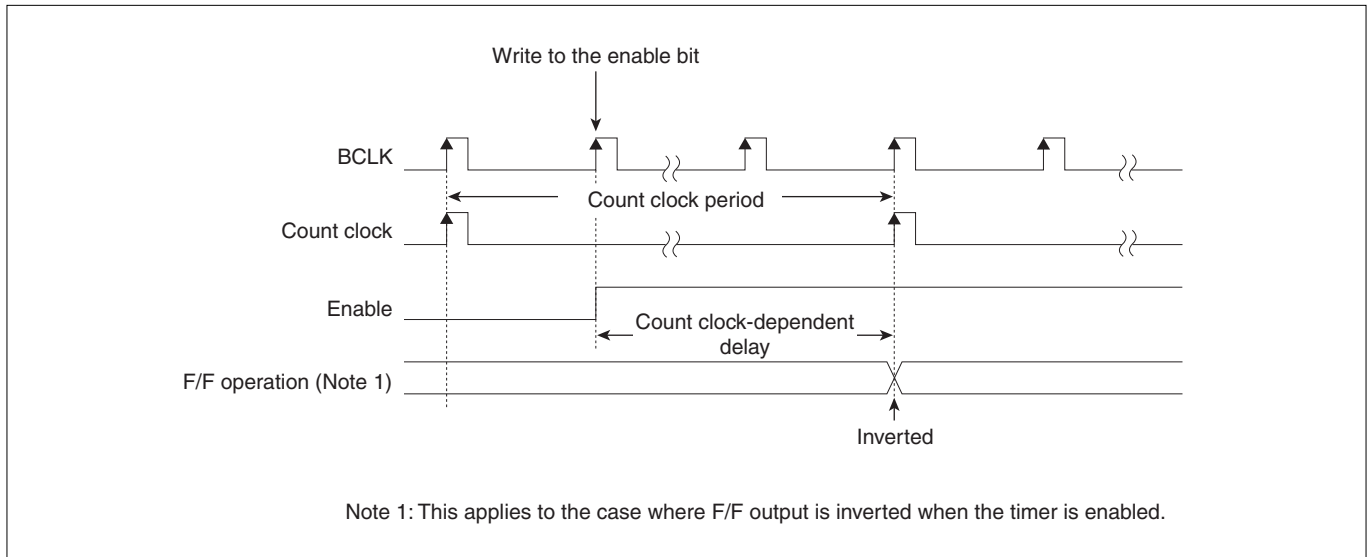 Write to the enable bit
BCLK
Count clock period
Count clock
Enable
Count clock-dependent
delay
F/F operation (Note 1)
Inverted
Note 1: This applies to the case where F/F output is inverted when the timer is enabled.